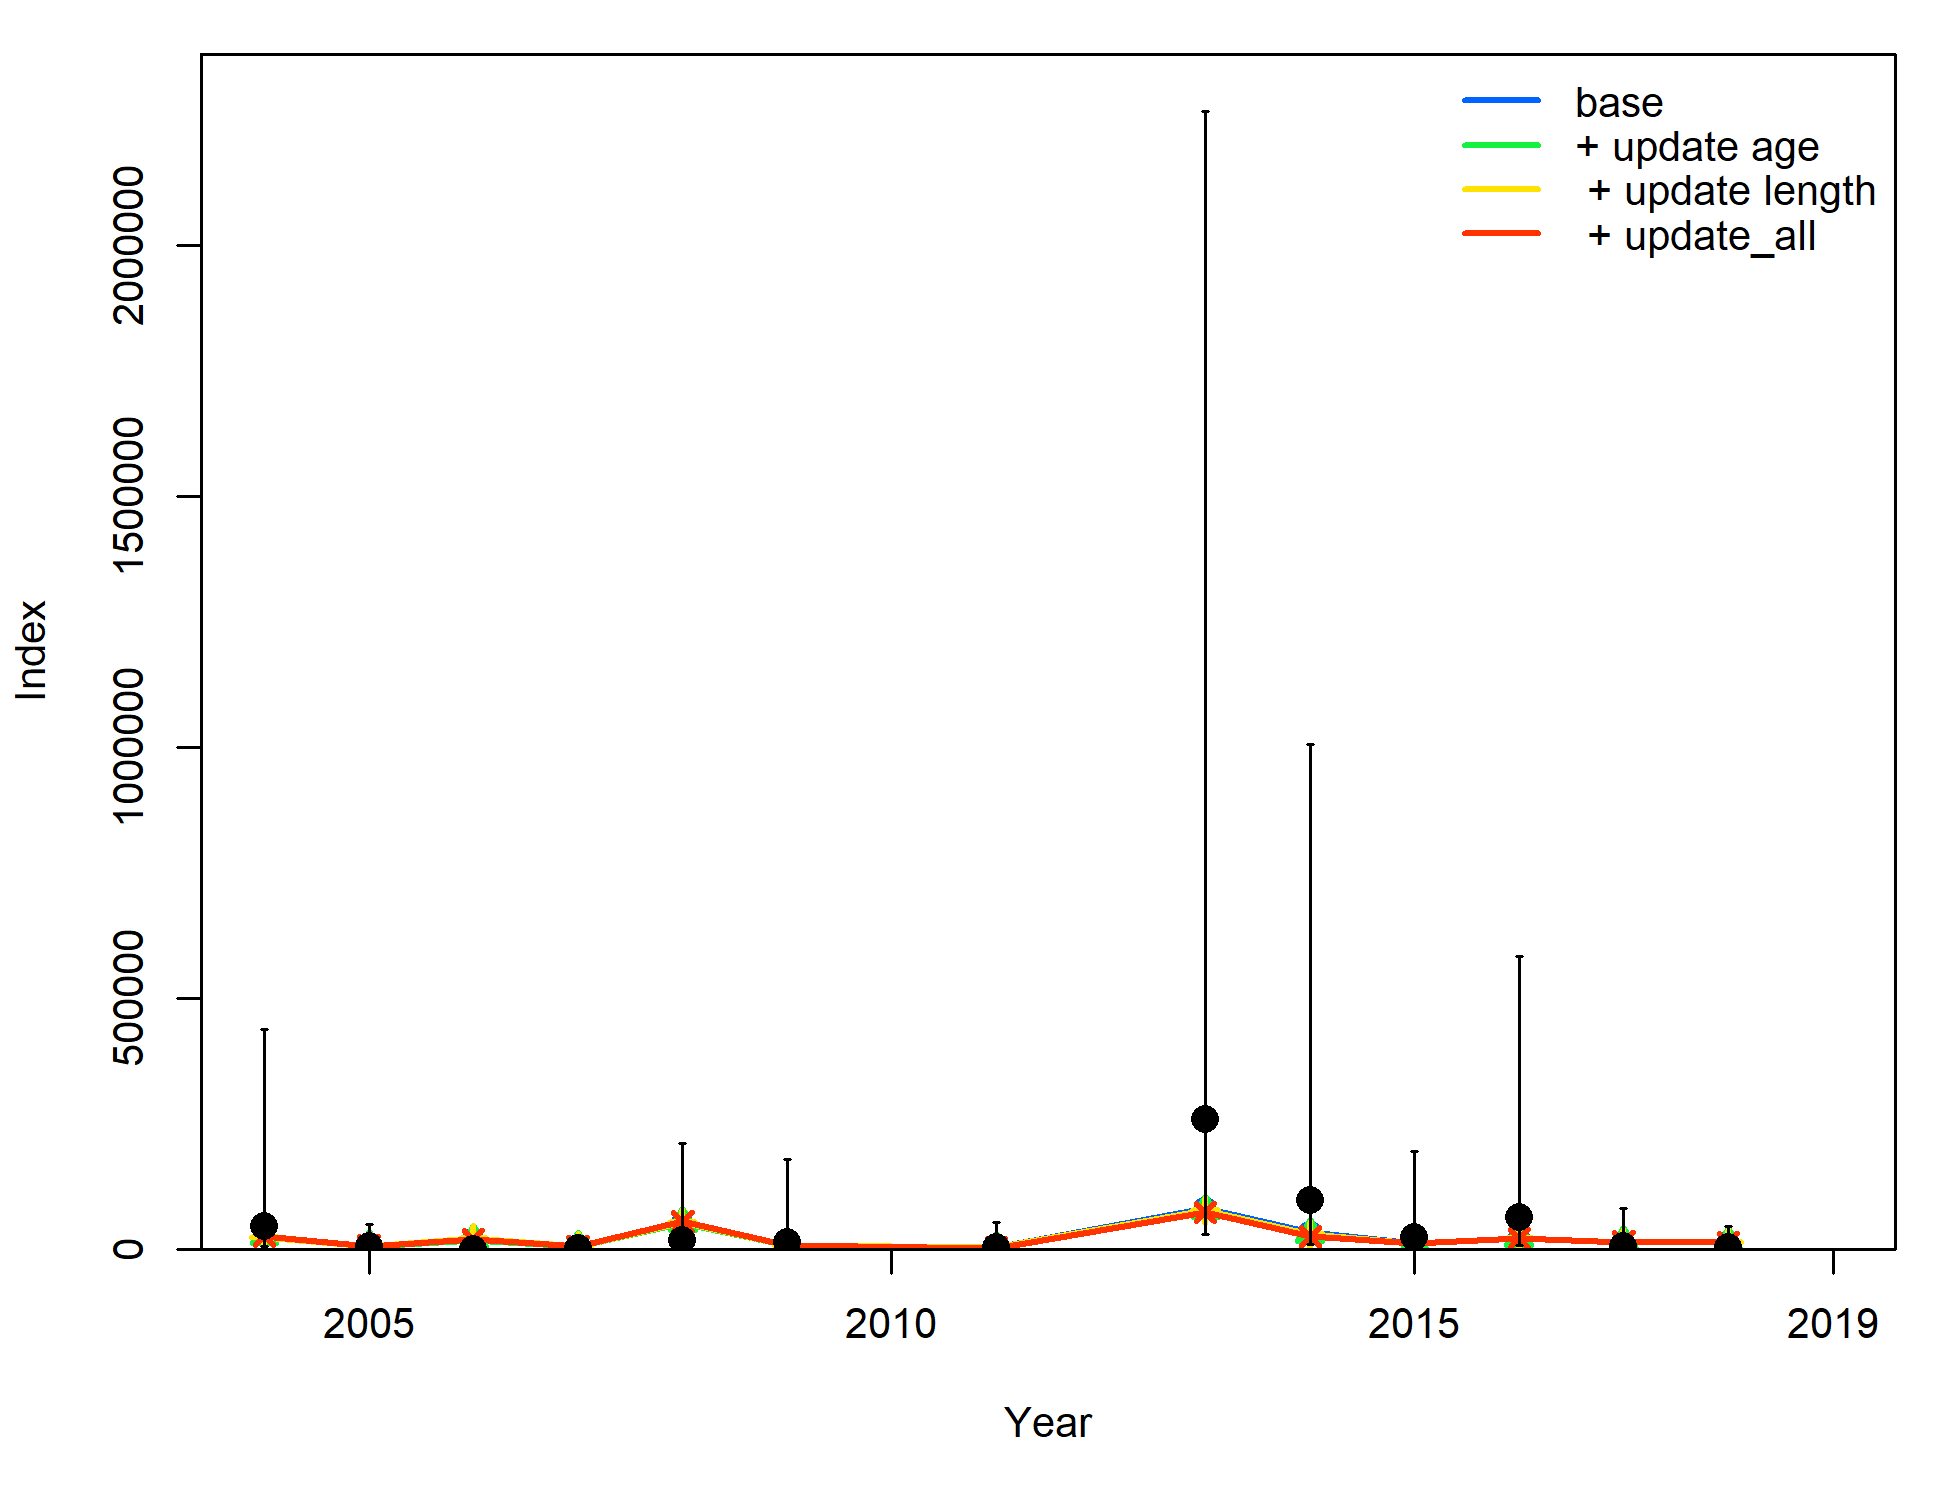 base
+ update age
+ update length
+ update_all
2000000
1500000
1000000
500000
0
Index
2005 2010 2015 2019
Year